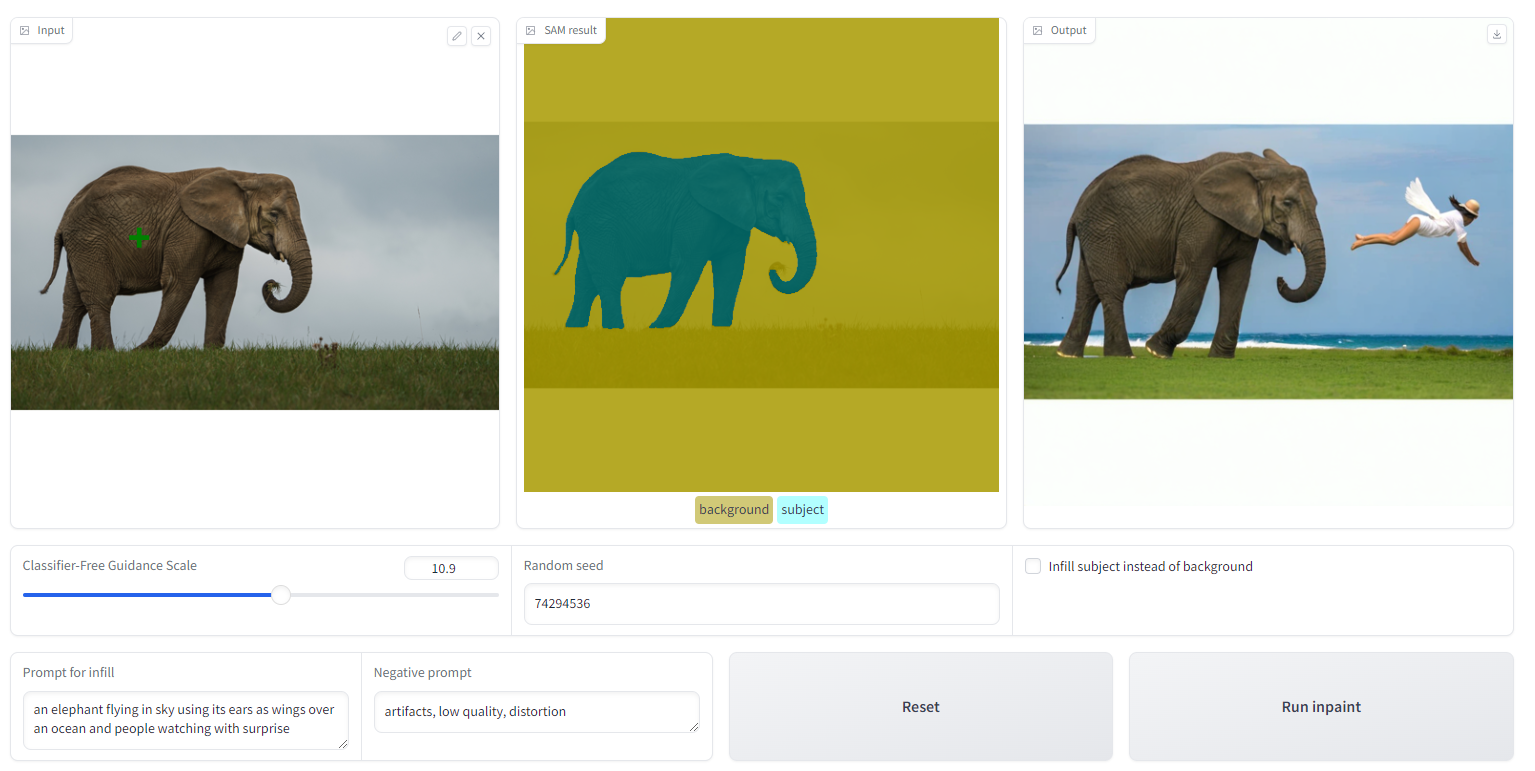 Input
SAM result
Output
background
subject
Classifier-Free Guidance Scale
10.9
Random seed
74294536
Infill subject instead of background
Prompt for infill
an elephant flying in sky using its ears as wings over
an ocean and people watching with surprise
Negative prompt
artifacts, low quality, distortion
Reset
Run inpaint